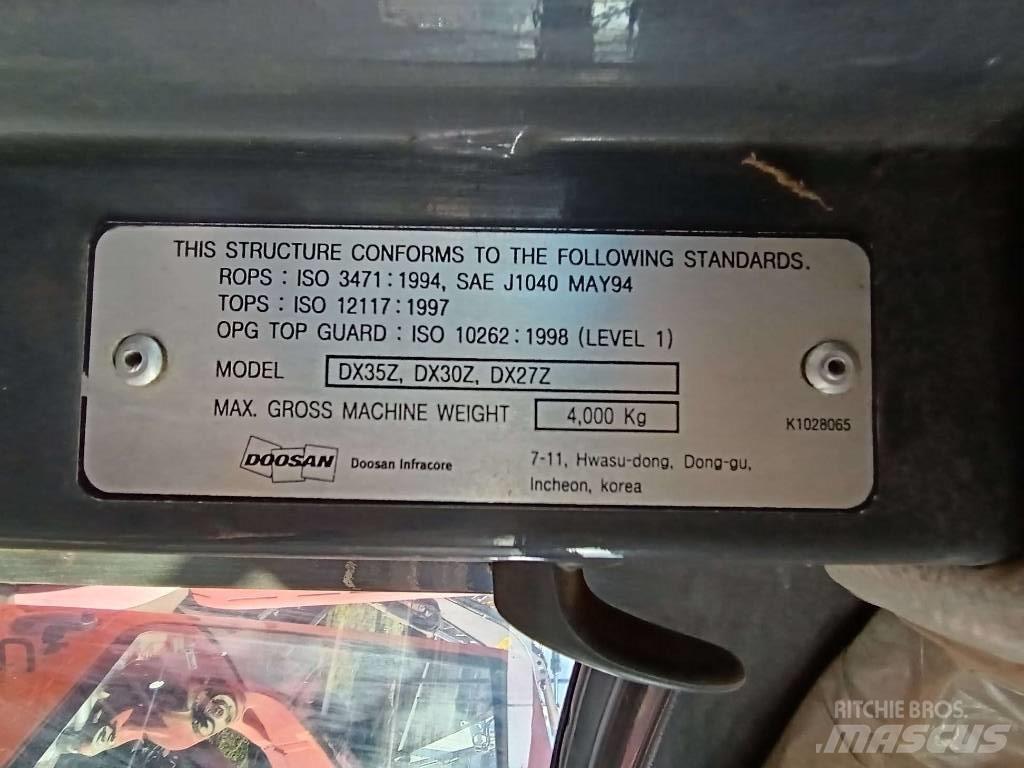 THIS STRUCTURE CONFORMS TO THE FOLLOWING STANDARDS.
ROPS : ISO 3471 : 1994, SAE J1040 MAY94
TOPS : ISO 12117 : 1997
OPG TOP GUARD : ISO 10262 : 1998 (LEVEL 1)
MODEL DX35Z, DX30Z, DX27Z
MAX. GROSS MACHINE WEIGHT 4,000 Kg
K1028065
DOOSAN Doosan Infracore
7-11, Hwasu-dong, Dong-gu,
Incheon, korea
RITCHIE BROS.
MASCUS